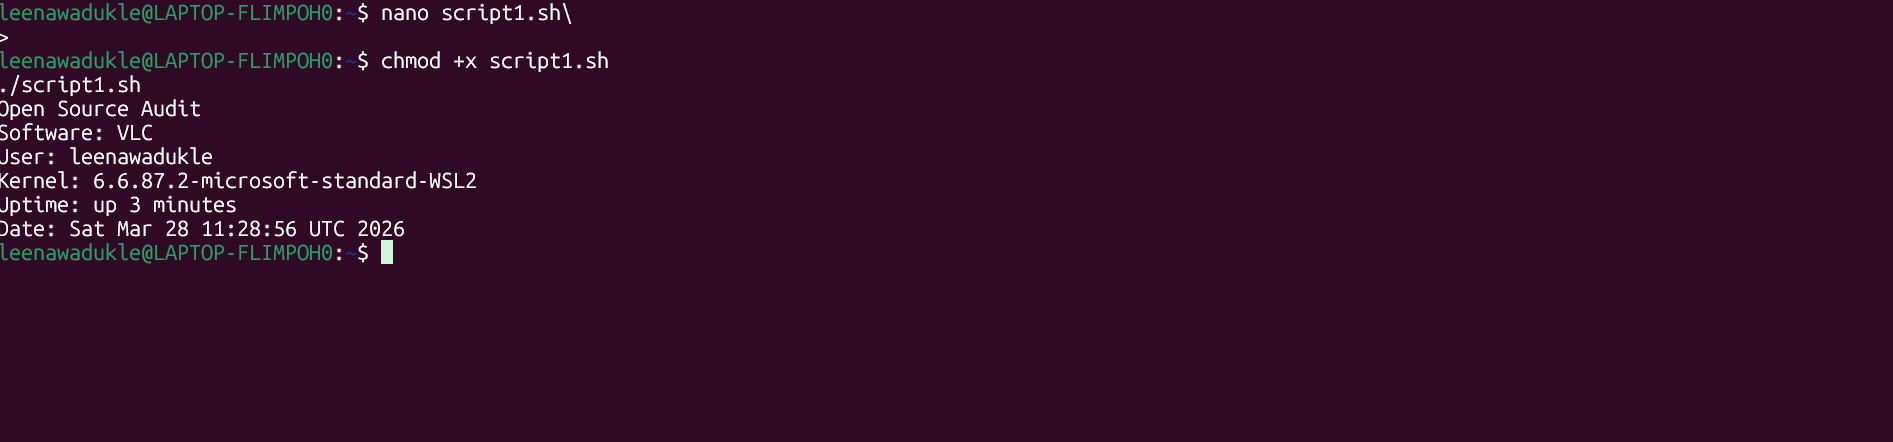 leenawadukle@LAPTOP-FLIMPOH0:~$ nano script1.sh\
>
leenawadukle@LAPTOP-FLIMPOH0:~$ chmod +x script1.sh
./script1.sh
Open Source Audit
Software: VLC
User: leenawadukle
Kernel: 6.6.87.2-microsoft-standard-WSL2
Uptime: up 3 minutes
Date: Sat Mar 28 11:28:56 UTC 2026
leenawadukle@LAPTOP-FLIMPOH0:~$